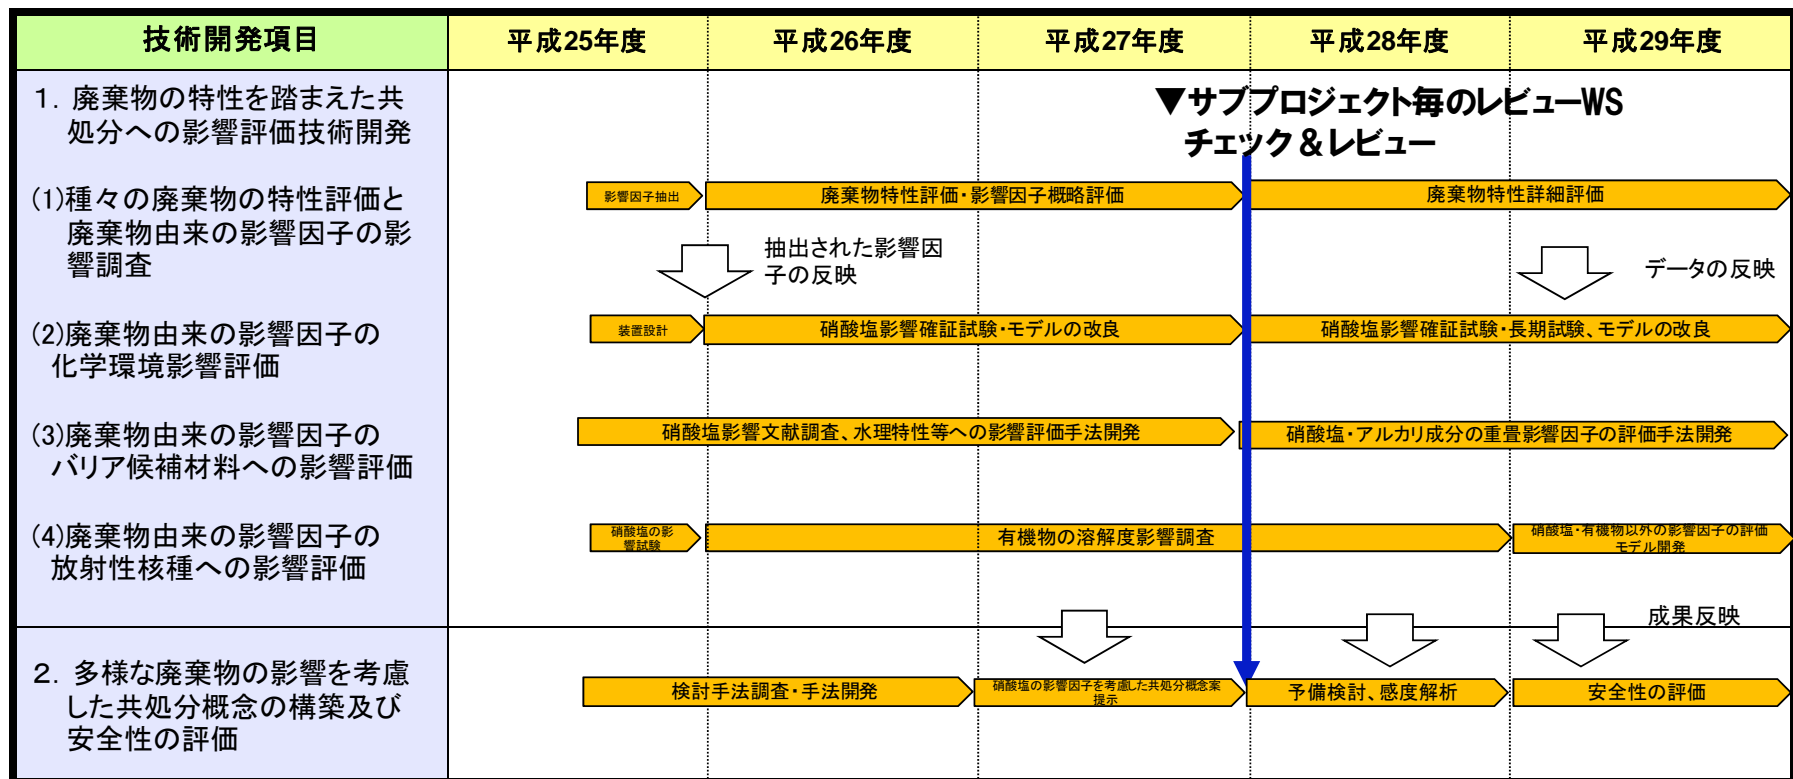 技術開発項目
平成25年度
平成26年度
平成27年度
平成28年度
平成29年度
▼サブプロジェクト毎のレビューWS
チェック＆レビュー
1．廃棄物の特性を踏まえた共
処分への影響評価技術開発
(1)種々の廃棄物の特性評価と
廃棄物由来の影響因子の影
響調査
影響因子抽出
廃棄物特性評価・影響因子概略評価
廃棄物特性詳細評価
抽出された影響因
子の反映
データの反映
(2)廃棄物由来の影響因子の
化学環境影響評価
装置設計
硝酸塩影響確証試験・モデルの改良
硝酸塩影響確証試験・長期試験、モデルの改良
(3)廃棄物由来の影響因子の
バリア候補材料への影響評価
硝酸塩影響文献調査、水理特性等への影響評価手法開発
硝酸塩・アルカリ成分の重畳影響因子の評価手法開発
(4)廃棄物由来の影響因子の
放射性核種への影響評価
硝酸塩の影
響試験
有機物の溶解度影響調査
硝酸塩・有機物以外の影響因子の評価
モデル開発
成果反映
2．多様な廃棄物の影響を考慮
した共処分概念の構築及び
安全性の評価
検討手法調査・手法開発
硝酸塩の影響因子を考慮した共処分概念案
提示
予備検討、感度解析
安全性の評価